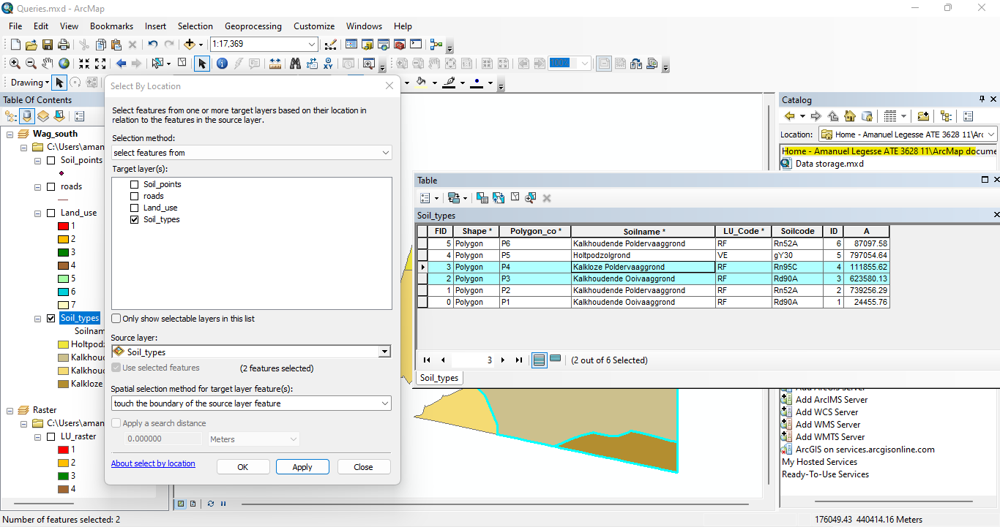 Queries.mxd - ArcMap
File Edit View Bookmarks Insert Selection Geoprocessing Customize Windows Help
1:17,369
100%
Drawing
Table Of Contents
Wag_south
C:\Users\aman
Soil_points
roads
Land_use
1
2
3
4
5
6
7
Soil_types
Soilnam
Holtpodz
Kalkhou
Kalkhou
Kalkloze
Raster
C:\Users\aman
LU_raster
1
2
3
4
Select By Location
Select features from one or more target layers based on their location in
relation to the features in the source layer.
Selection method:
select features from
Target layer(s):
Soil_points
roads
Land_use
Soil_types
Only show selectable layers in this list
Source layer:
Soil_types
Use selected features (2 features selected)
Spatial selection method for target layer feature(s):
touch the boundary of the source layer feature
Apply a search distance
0.000000 Meters
About select by location OK Apply Close
Table
Soil_types
FID Shape * Polygon_co * Soilname * LU_Code * Soilcode ID A
5 Polygon P6 Kalkhoudende Poldervaaggrond RF Rn52A 6 87097.58
4 Polygon P5 Holtpodzolgrond VE gY30 5 797054.64
3 Polygon P4 Kalkloze Poldervaaggrond RF Rn95C 4 111855.62
2 Polygon P3 Kalkhoudende Ooivaaggrond RF Rd90A 3 623580.13
1 Polygon P2 Kalkhoudende Poldervaaggrond RF Rn52A 2 739256.29
0 Polygon P1 Kalkhoudende Ooivaaggrond RF Rd90A 1 24455.76
3 (2 out of 6 Selected)
Soil_types
Catalog
Location: Home - Amanuel Legesse ATE 3628 11\Arc
Home - Amanuel Legesse ATE 3628 11\ArcMap docume
Data storage.mxd
Add ArcGIS Server
Add ArcIMS Server
Add WCS Server
Add WMS Server
Add WMTS Server
ArcGIS on services.arcgisonline.com
My Hosted Services
Ready-To-Use Services
Number of features selected: 2
176049.43 440414.16 Meters